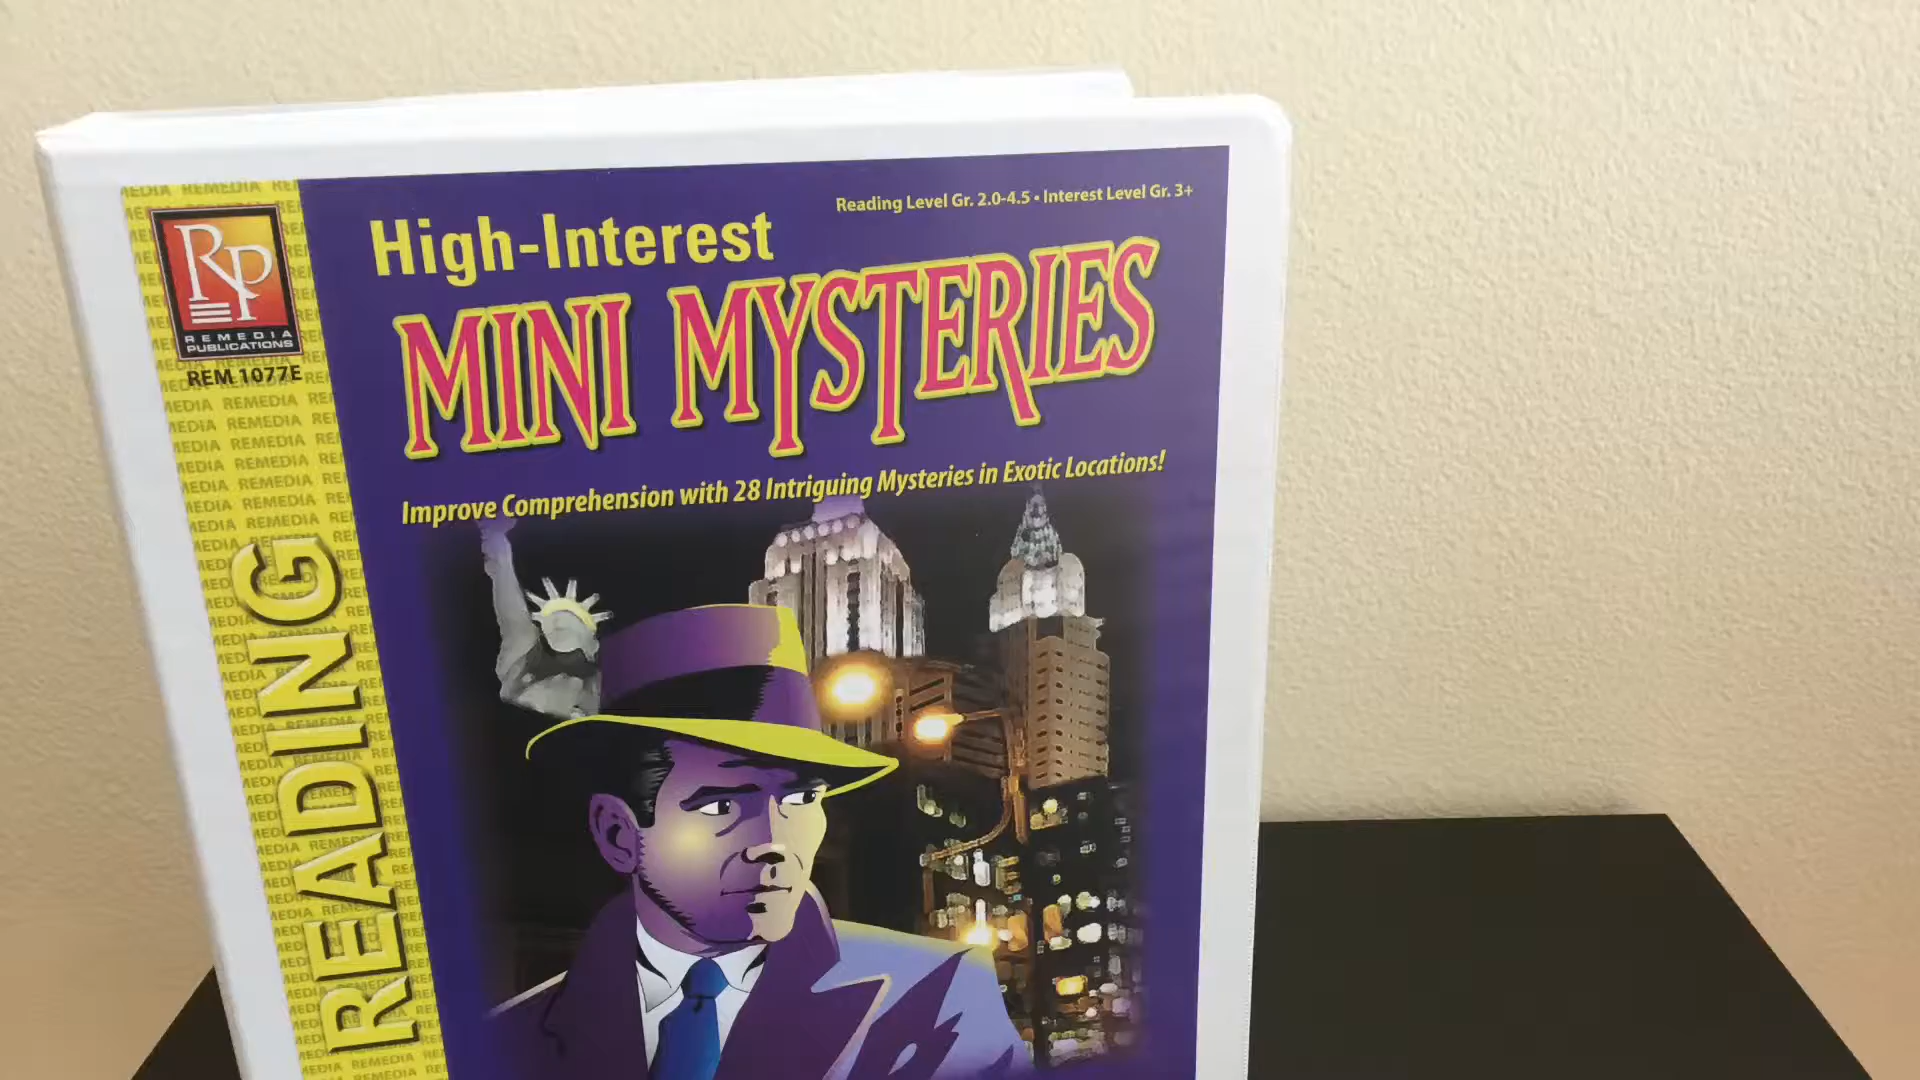 Reading Level Gr. 2.0-4.5 • Interest Level Gr. 3+
High-Interest
MINI MYSTERIES
Improve Comprehension with 28 Intriguing Mysteries in Exotic Locations!
RP
REMEDIA
PUBLICATIONS
REM 1077E
READING